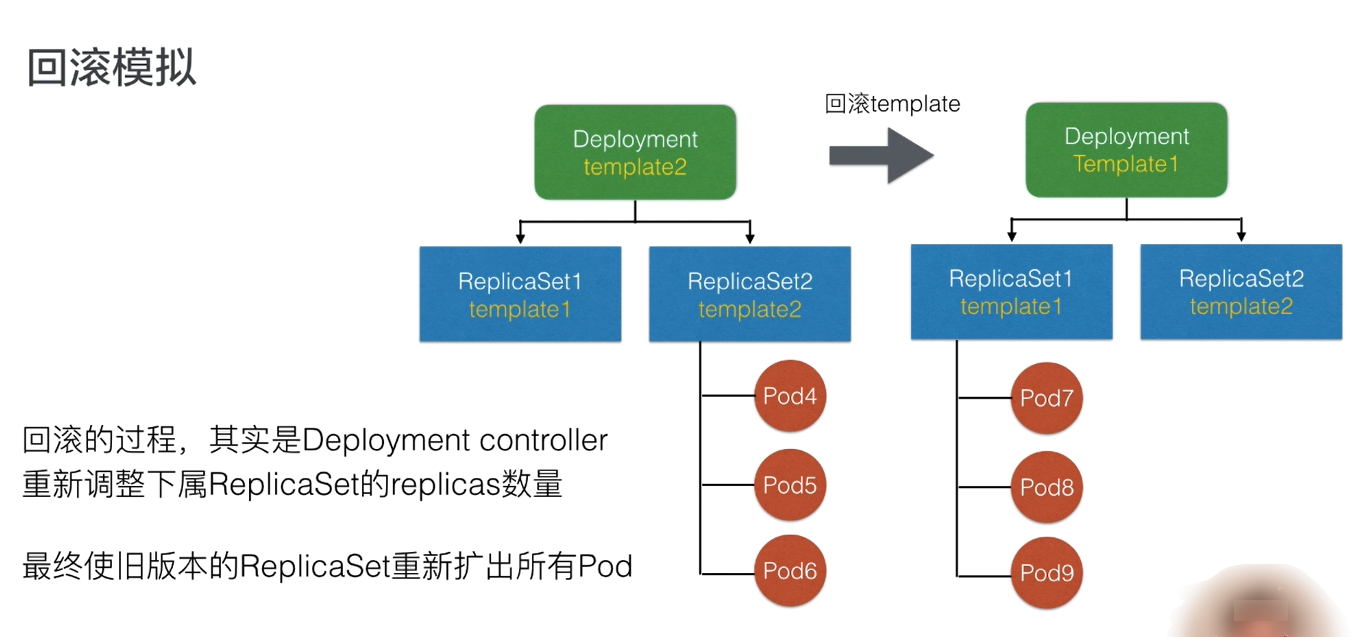 回滚模拟
回滚template
Deployment
template2
Deployment
Template1
ReplicaSet1
template1
ReplicaSet2
template2
ReplicaSet1
template1
ReplicaSet2
template2
Pod4
Pod5
Pod6
Pod7
Pod8
Pod9
回滚的过程，其实是Deployment controller
重新调整下属ReplicaSet的replicas数量
最终使旧版本的ReplicaSet重新扩出所有Pod